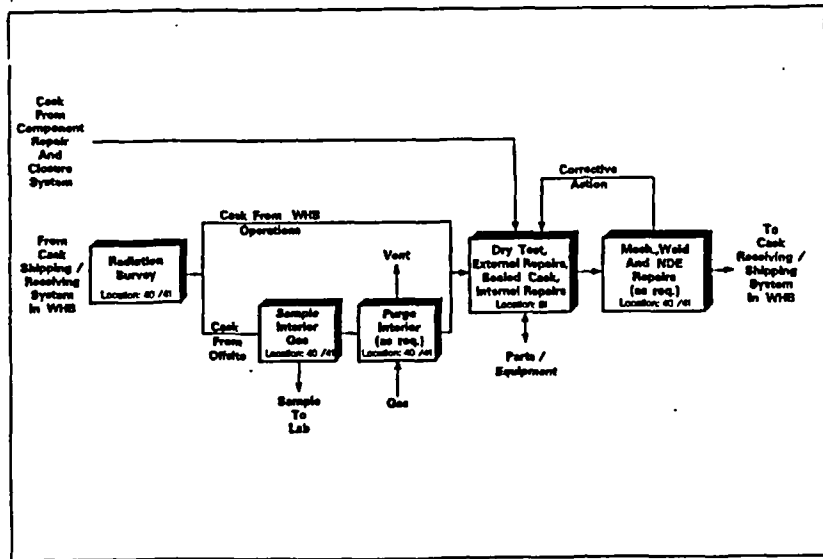 Cask
From
Component
Repair
And
Closure
System
Corrective
Action
Cask From WHB
Operations
From
Cask
Shipping /
Receiving
System
In WHB
Radiation
Survey
Location: 40 /41
Vent
Dry Test,
External Repairs,
Sealed Cask,
Internal Repairs
Location:
Mech, Weld
And NDE
Repairs
(as req.)
Location: 40 /41
To
Cask
Receiving /
Shipping
System
In WHB
Cask
From
Offsite
Sample
Interior
Gas
Location: 40 /41
Purge
Interior
(as req.)
Location: 40 /41
Parts /
Equipment
Sample
To
Lab
Gas